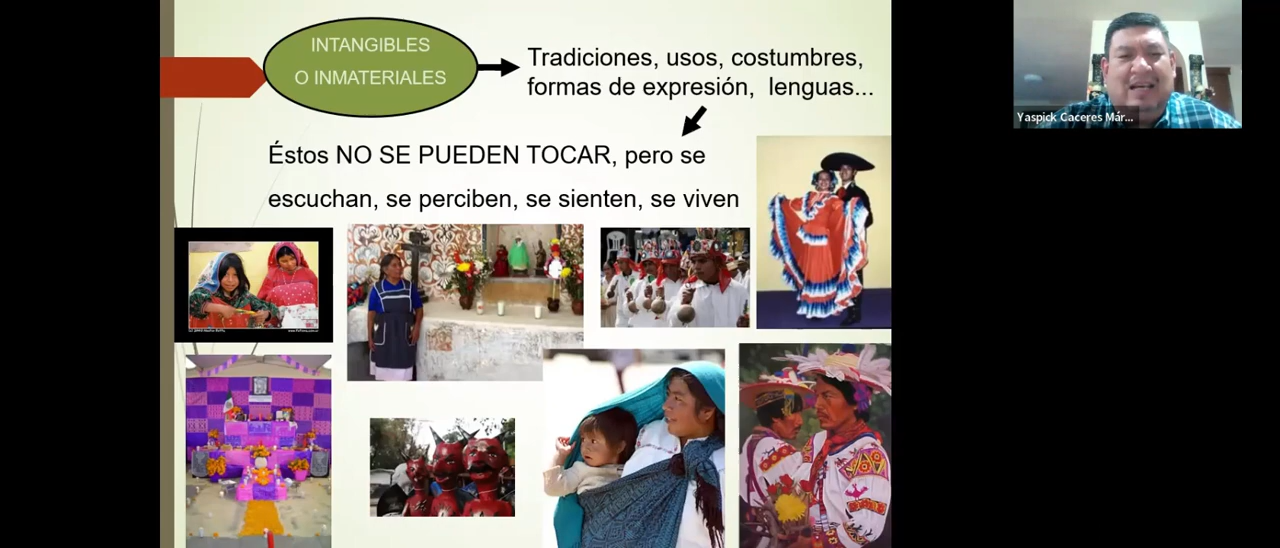 INTANGIBLES
O INMATERIALES
Tradiciones, usos, costumbres,
formas de expresión, lenguas...
Éstos NO SE PUEDEN TOCAR, pero se
escuchan, se perciben, se sienten, se viven
Yaspick Caceres Már...